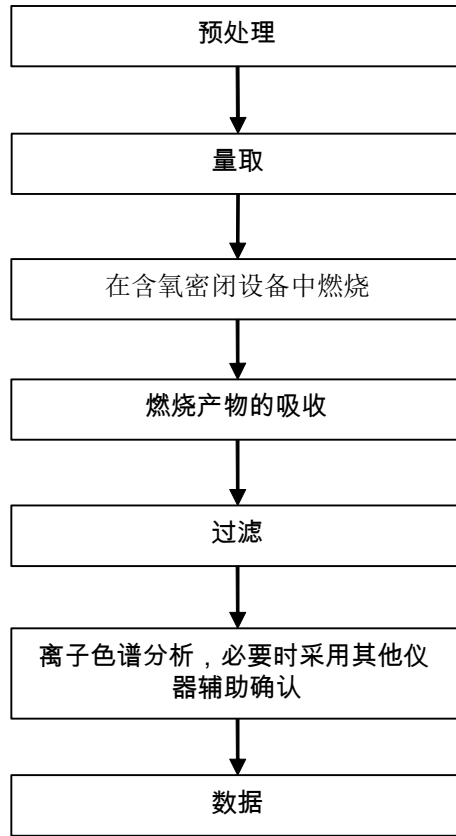 预处理
量取
在含氧密闭设备中燃烧
燃烧产物的吸收
过滤
离子色谱分析，必要时采用其他仪
器辅助确认
数据